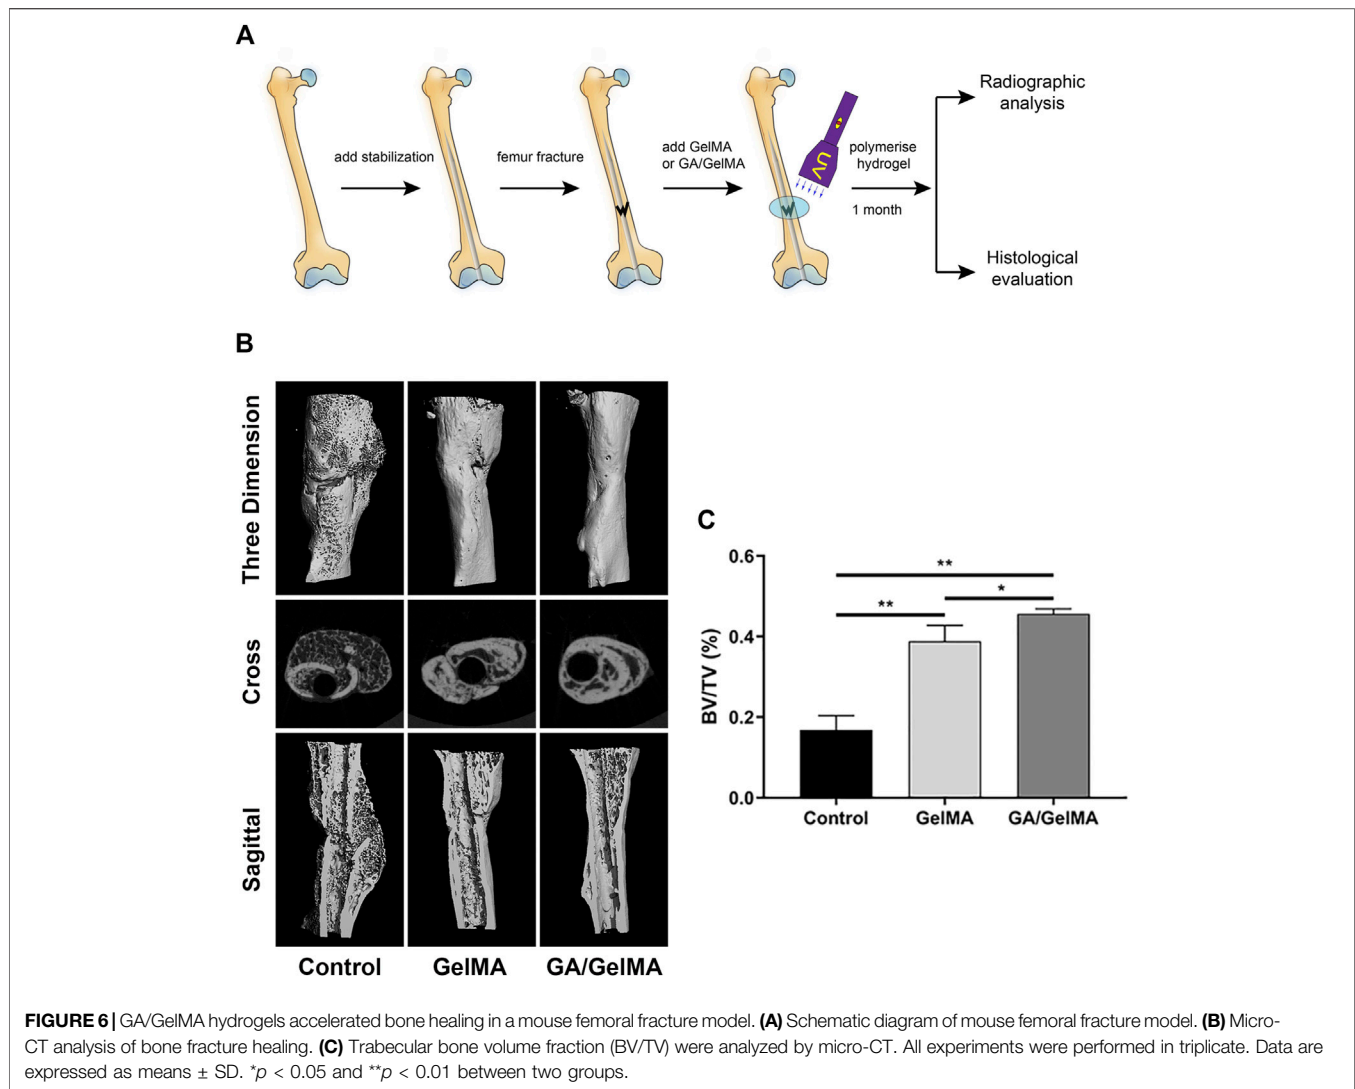 A
add stabilization
femur fracture
add GelMA
or GA/GelMA
UV
polymerise
hydrogel
1 month
Radiographic
analysis
Histological
evaluation
B
Three Dimension
Cross
Sagittal
Control
GelMA
GA/GelMA
C
BV/TV (%)
0.6
0.4
0.2
0.0
**
**
*
Control
GelMA
GA/GelMA
FIGURE 6 | GA/GelMA hydrogels accelerated bone healing in a mouse femoral fracture model. (A) Schematic diagram of mouse femoral fracture model. (B) Micro-
CT analysis of bone fracture healing. (C) Trabecular bone volume fraction (BV/TV) were analyzed by micro-CT. All experiments were performed in triplicate. Data are
expressed as means ± SD. *p < 0.05 and **p < 0.01 between two groups.